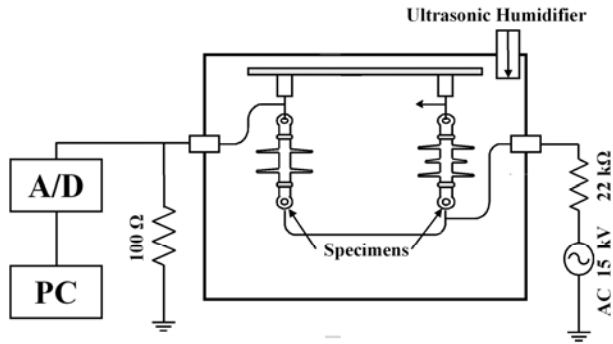 Ultrasonic Humidifier
A/D
PC
100 Ω
Specimens
22 kΩ
AC 15 kV